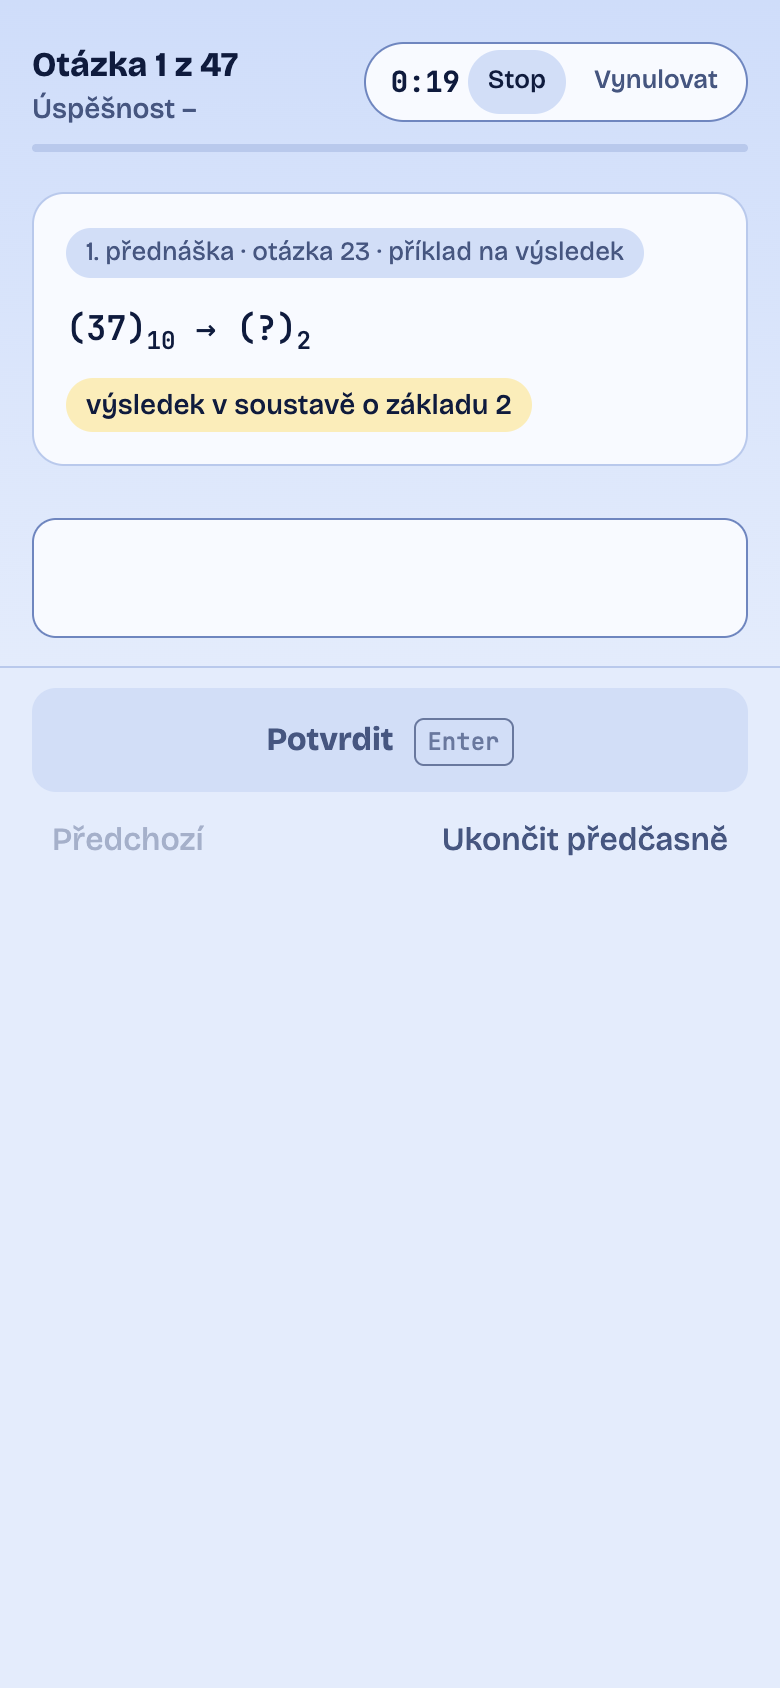 Otázka 1 z 47
Úspěšnost –
0:19 Stop Vynulovat
1. přednáška · otázka 23 · příklad na výsledek
(37)₁₀ → (?)₂
výsledek v soustavě o základu 2
Potvrdit Enter
Předchozí Ukončit předčasně